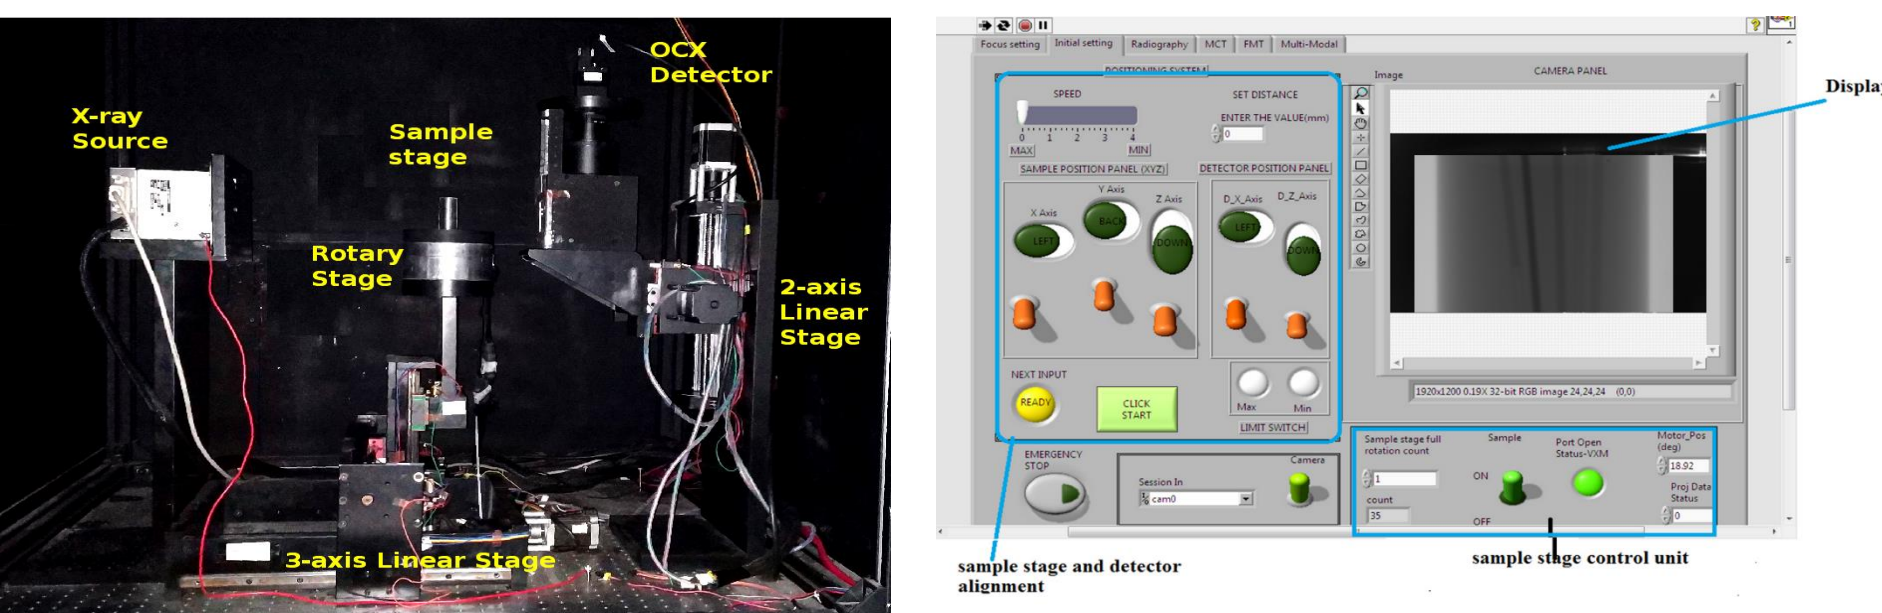 OCX
Detector
X-ray
Source
Sample
stage
Rotary
Stage
2-axis
Linear
Stage
3-axis Linear Stage
Focus setting Initial setting Radiography MCT FMT Multi-Modal
POSITIONING SYSTEM
SPEED
0 1 2 3 4
MAX MIN
SET DISTANCE
ENTER THE VALUE(mm)
0
SAMPLE POSITION PANEL (XYZ) DETECTOR POSITION PANEL
X Axis Y Axis Z Axis D_X_Axis D_Z_Axis
LEFT BACK DOWN LEFT DOWN
NEXT INPUT
READY
CLICK
START
Max Min
LIMIT SWITCH
EMERGENCY
STOP
Session In
cam0
Camera
Image
CAMERA PANEL
1920x1200 0.19X 32-bit RGB image 24,24,24 (0,0)
Sample stage full
rotation count
1
count
35
Sample
ON
OFF
Port Open
Status-VXM
Motor_Pos
(deg)
18.92
Proj Data
Status
0
Displa
sample stage and detector
alignment
sample stage control unit